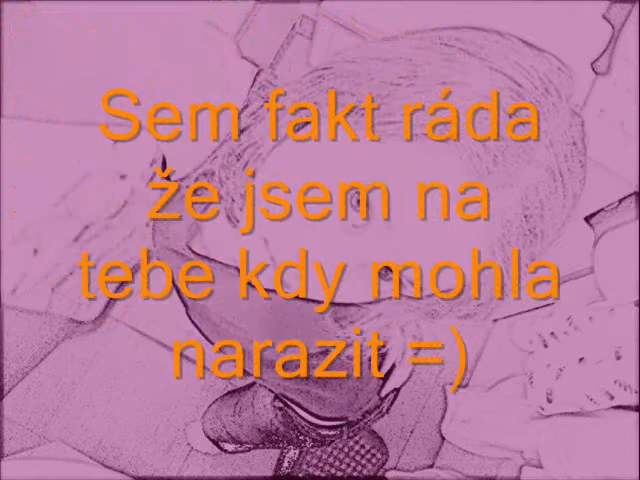 Sem fakt ráda
že jsem na
tebe kdy mohla
narazit =)